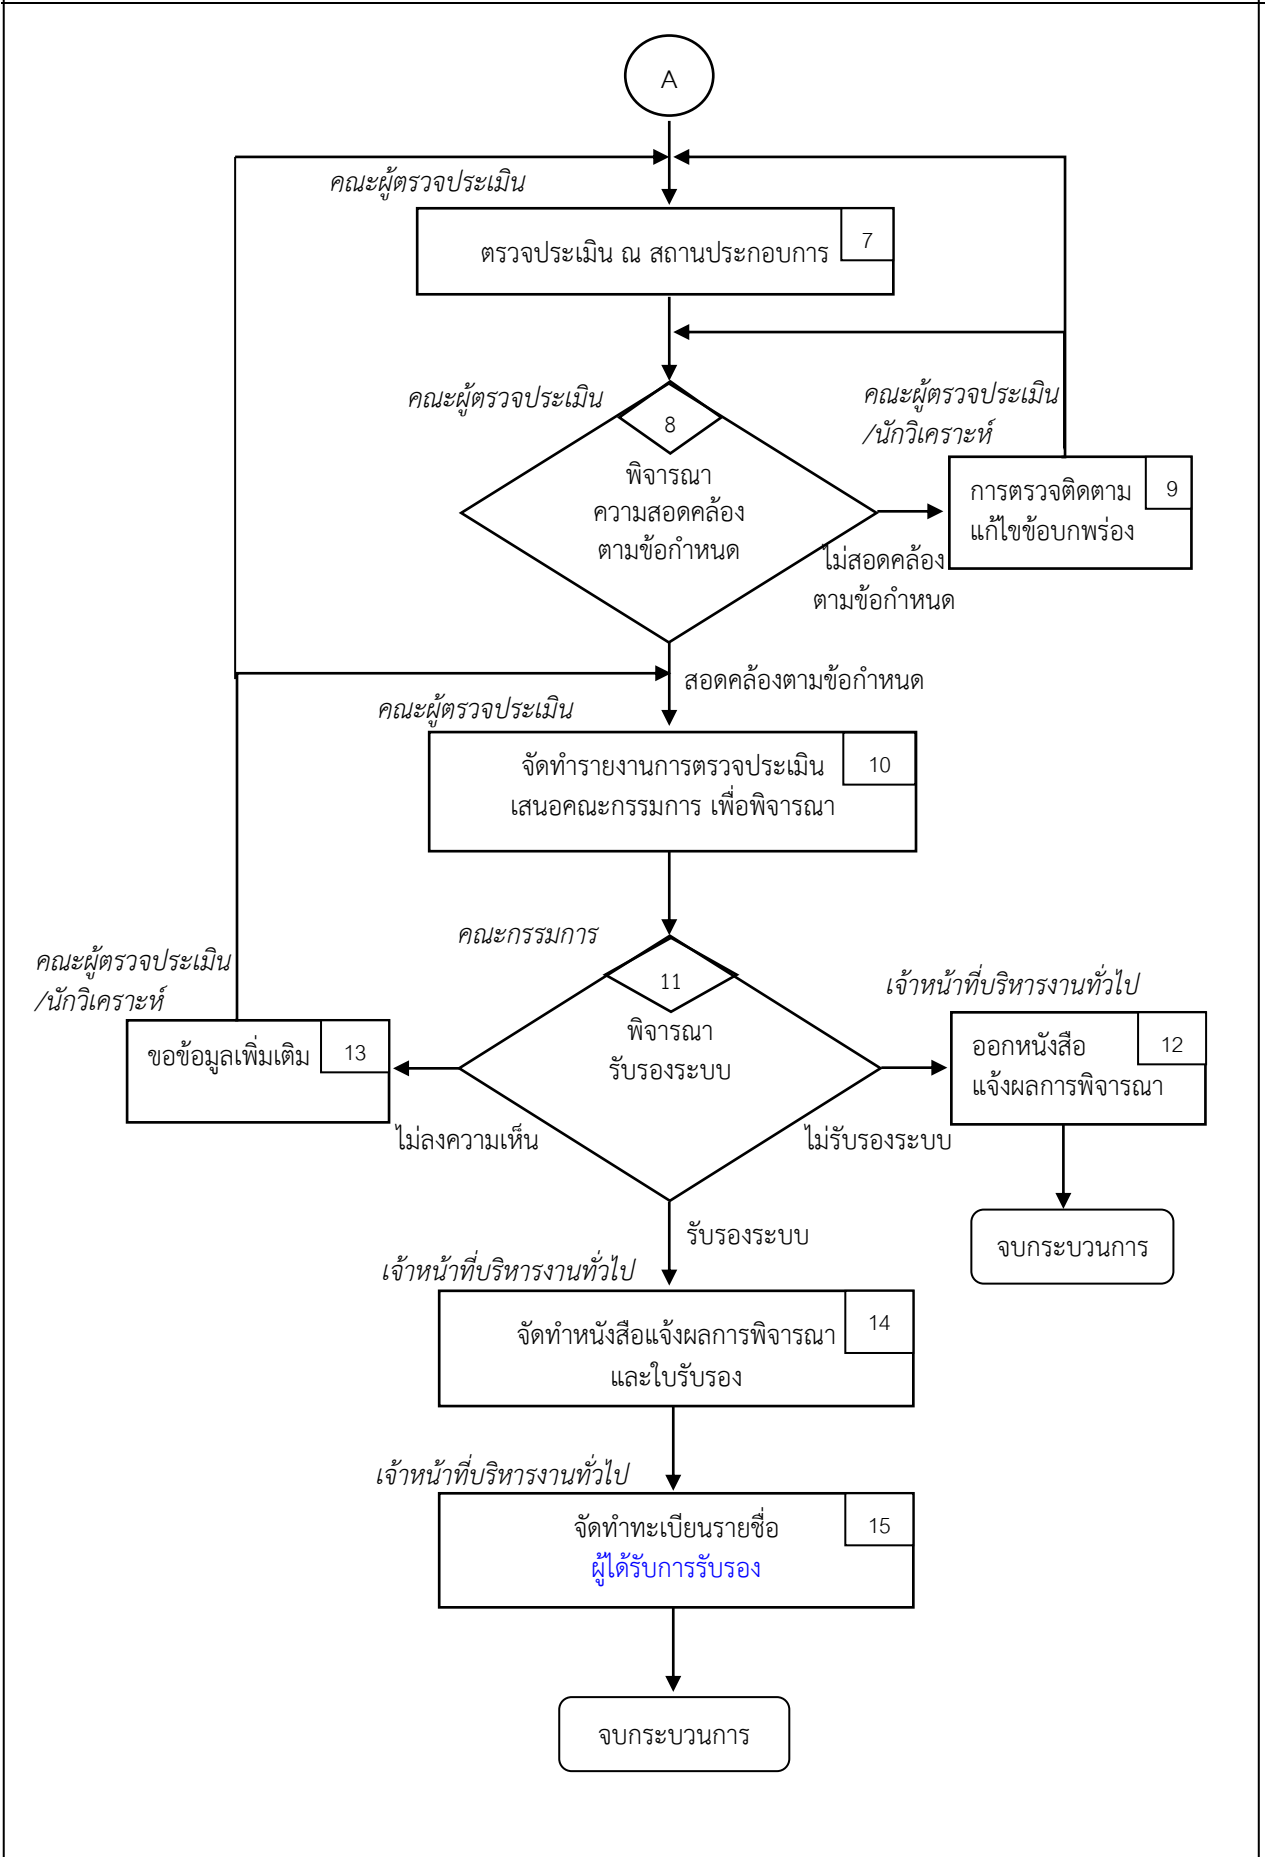 A
คณะผู้ตรวจประเมิน
7
ตรวจประเมิน ณ สถานประกอบการ
คณะผู้ตรวจประเมิน
8
พิจารณา
ความสอดคล้อง
ตามข้อกำหนด
คณะผู้ตรวจประเมิน
/นักวิเคราะห์
9
การตรวจติดตาม
แก้ไขข้อบกพร่อง
ไม่สอดคล้อง
ตามข้อกำหนด
สอดคล้องตามข้อกำหนด
คณะผู้ตรวจประเมิน
10
จัดทำรายงานการตรวจประเมิน
เสนอคณะกรรมการ เพื่อพิจารณา
คณะกรรมการ
11
พิจารณา
รับรองระบบ
คณะผู้ตรวจประเมิน
/นักวิเคราะห์
ขอข้อมูลเพิ่มเติม
13
ไม่ลงความเห็น
เจ้าหน้าที่บริหารงานทั่วไป
ออกหนังสือ
12
แจ้งผลการพิจารณา
ไม่รับรองระบบ
จบกระบวนการ
รับรองระบบ
เจ้าหน้าที่บริหารงานทั่วไป
14
จัดทำหนังสือแจ้งผลการพิจารณา
และใบรับรอง
เจ้าหน้าที่บริหารงานทั่วไป
15
จัดทำทะเบียนรายชื่อ
ผู้ได้รับการรับรอง
จบกระบวนการ